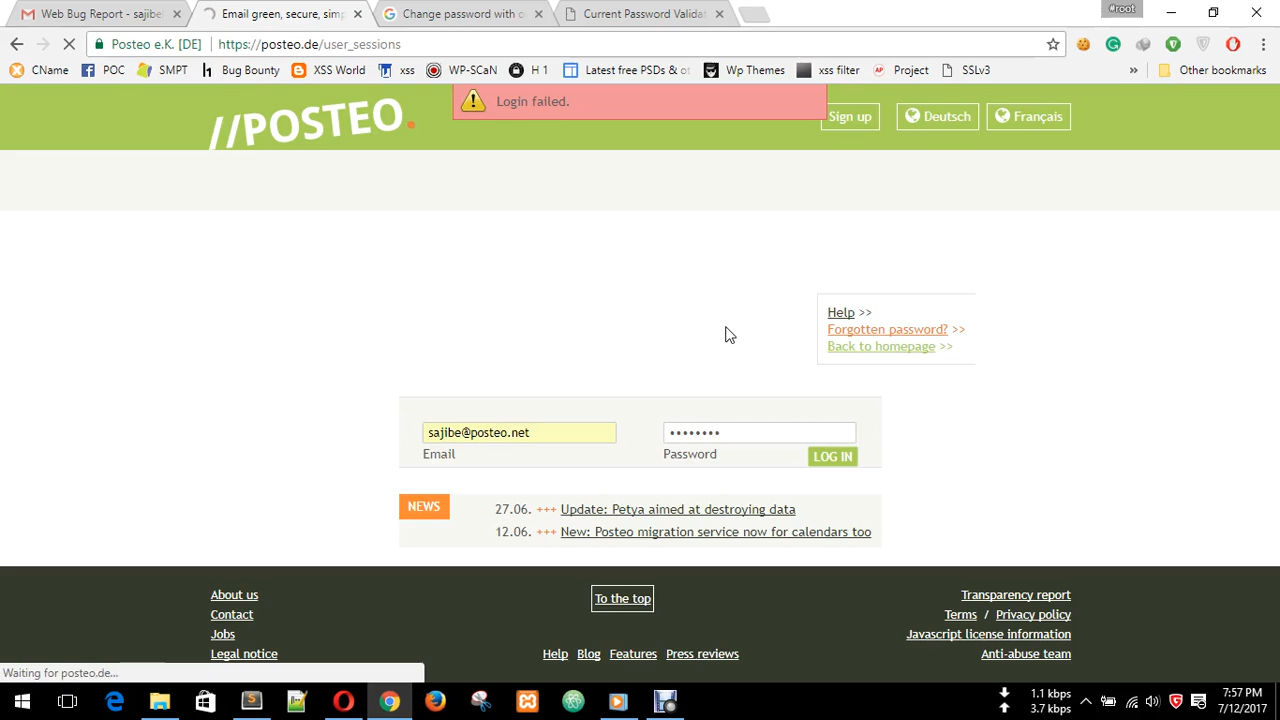 Web Bug Report - sajibe
Email green, secure, sim
Change password with o
Current Password Validat
#root
Posteo e.K. [DE]
https://posteo.de/user_sessions
CName
POC
SMPT
Bug Bounty
XSS World
xss
WP-SCaN
H 1
Latest free PSDs & ot
Wp Themes
xss filter
Project
SSLv3
»
Other bookmarks
Login failed.
//POSTEO.
Sign up
Deutsch
Français
Help >>
Forgotten password? >>
Back to homepage >>
sajibe@posteo.net
••••••••
Email
Password
LOG IN
NEWS
27.06. +++ Update: Petya aimed at destroying data
12.06. +++ New: Posteo migration service now for calendars too
About us
Contact
Jobs
Legal notice
To the top
Help Blog Features Press reviews
Transparency report
Terms / Privacy policy
Javascript license information
Anti-abuse team
Waiting for posteo.de...
1.1 kbps
3.7 kbps
7:57 PM
7/12/2017